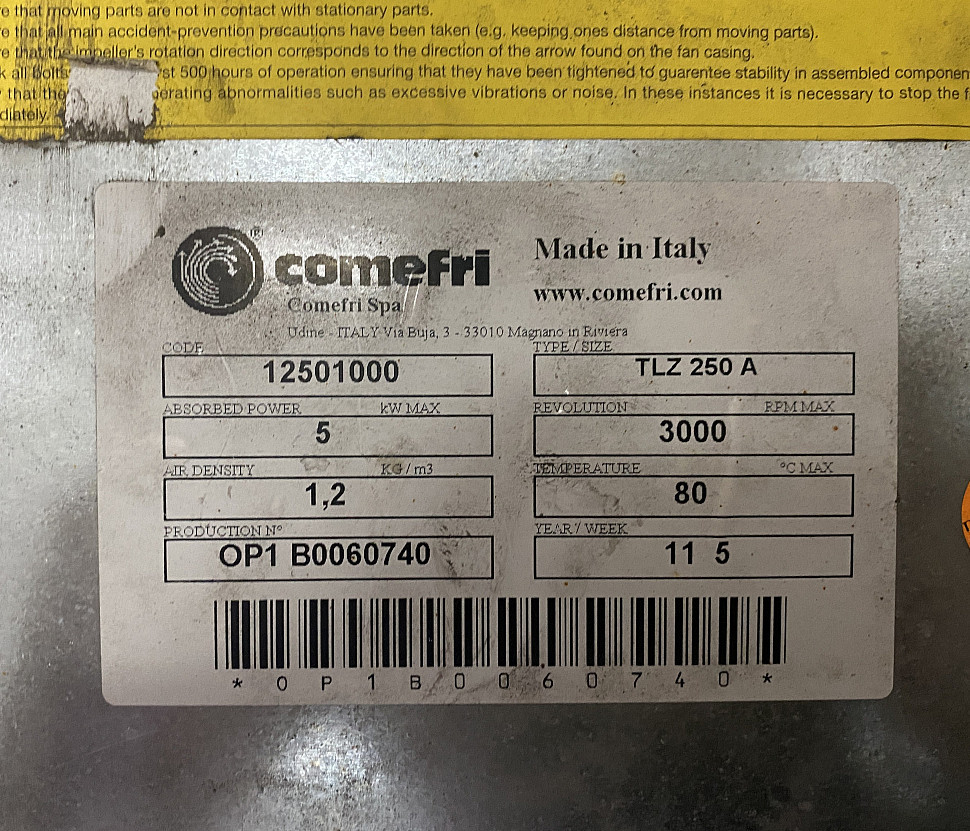 that moving parts are not in contact with stationary parts.
that all main accident-prevention precautions have been taken (e.g, keeping ones distance from moving parts).
that the impeller's rotation direction corresponds to the direction of the arrow found on the fan casing.
all bolts 500 hours of operation ensuring that they have been tightened to guarentee stability in assembled
that abnormalities such as excessive vibrations or noise. In these instances it is necessary to stop the
comefri
®
Made in Italy
Comefri Spa
www.comefri.com
Udine - ITALY Via Buja, 3 - 33010 Magnano in Riviera
CODE TYPE / SIZE
12501000 TLZ 250 A
ABSORBED POWER kW MAX REVOLUTION RPM MAX
5 3000
AIR DENSITY KG / m3 TEMPERATURE °C MAX
1,2 80
PRODUCTION N° YEAR / WEEK
OP1 B0060740 11 5
* 0 P 1 B 0 0 6 0 7 4 0 *